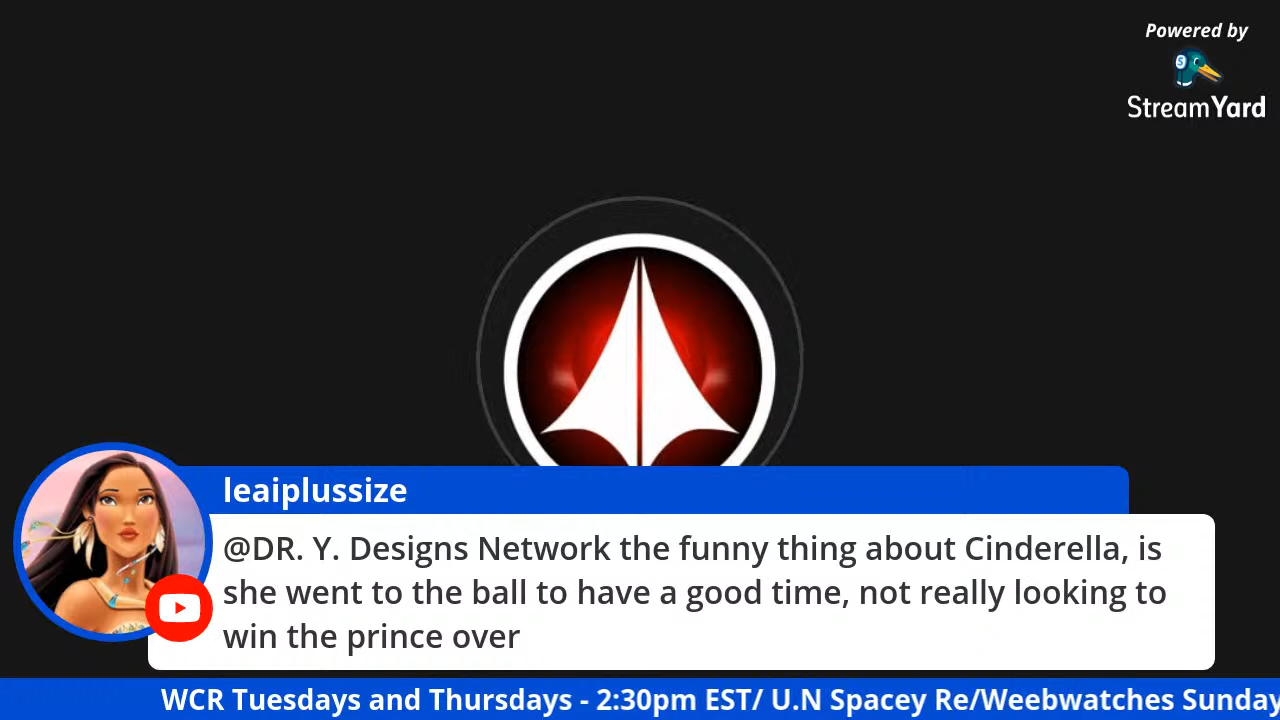 Powered by
StreamYard
leaiplussize
@DR. Y. Designs Network the funny thing about Cinderella, is
she went to the ball to have a good time, not really looking to
win the prince over
WCR Tuesdays and Thursdays - 2:30pm EST/ U.N Spacey Re/Weebwatches Sunday